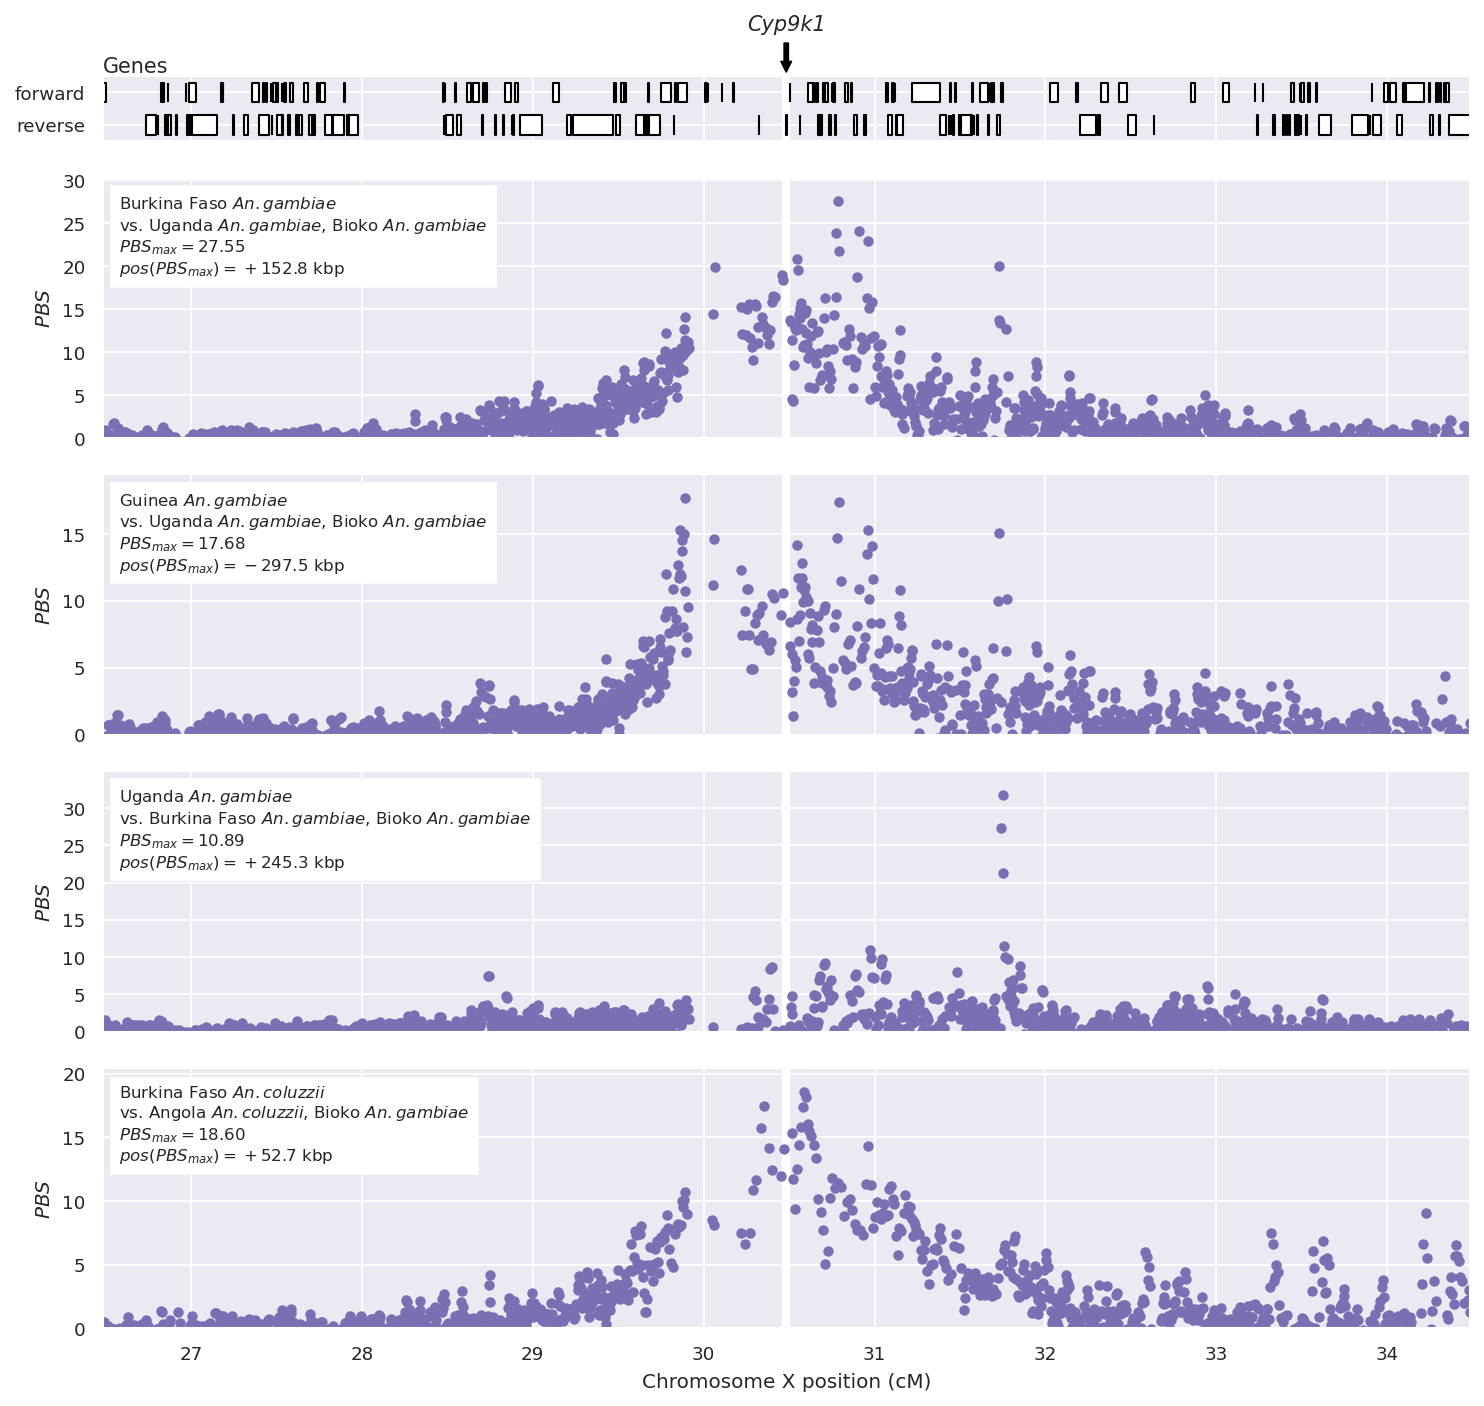 Cyp9k1
Genes
forward
reverse
30
25
20
15
10
5
0
PBS
Burkina Faso An. gambiae
vs. Uganda An. gambiae, Bioko An. gambiae
PBSmax = 27.55
pos(PBSmax) = + 152.8 kbp
15
10
5
0
PBS
Guinea An. gambiae
vs. Uganda An. gambiae, Bioko An. gambiae
PBSmax = 17.68
pos(PBSmax) = − 297.5 kbp
30
25
20
15
10
5
0
PBS
Uganda An. gambiae
vs. Burkina Faso An. gambiae, Bioko An. gambiae
PBSmax = 10.89
pos(PBSmax) = + 245.3 kbp
20
15
10
5
0
PBS
Burkina Faso An. coluzzii
vs. Angola An. coluzzii, Bioko An. gambiae
PBSmax = 18.60
pos(PBSmax) = + 52.7 kbp
27 28 29 30 31 32 33 34
Chromosome X position (cM)